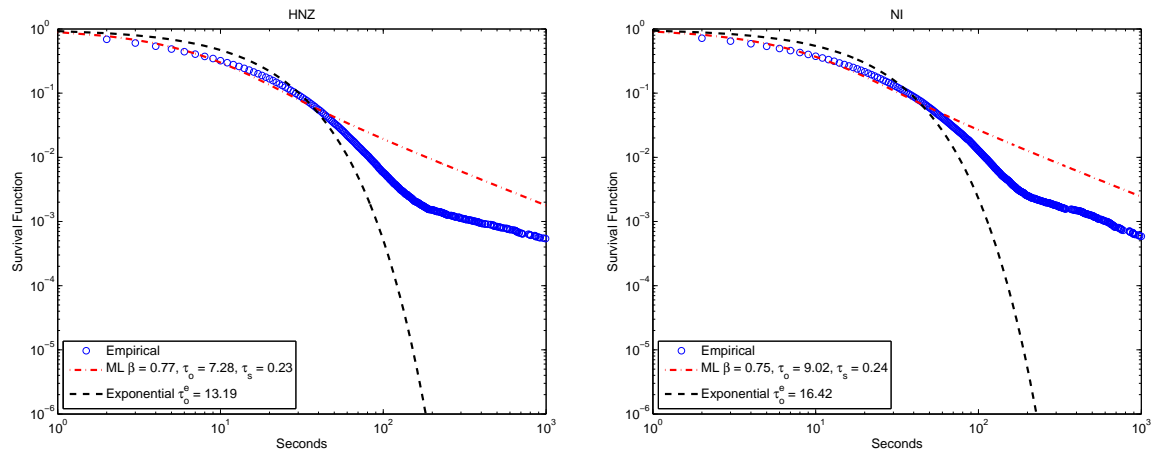 HNZ
10^0
10^-1
10^-2
10^-3
10^-4
10^-5
10^-6
Survival Function
Empirical
ML β = 0.77, τ_o = 7.28, τ_s = 0.23
Exponential τ_o^e = 13.19
10^0 10^1 10^2 10^3
Seconds
NI
10^0
10^-1
10^-2
10^-3
10^-4
10^-5
10^-6
Survival Function
Empirical
ML β = 0.75, τ_o = 9.02, τ_s = 0.24
Exponential τ_o^e = 16.42
10^0 10^1 10^2 10^3
Seconds